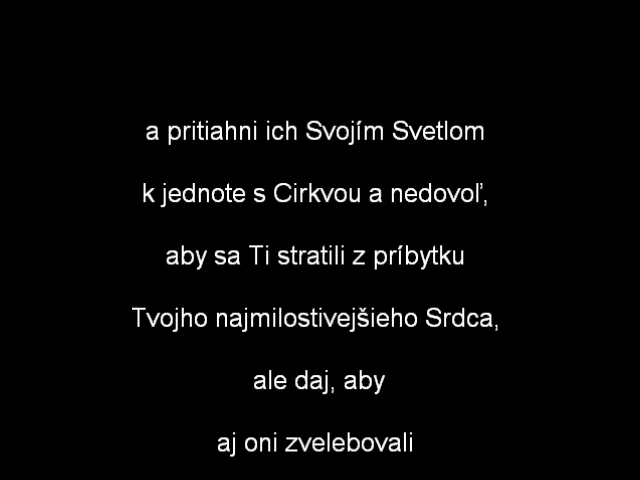 a pritiahni ich Svojím Svetlom
k jednote s Cirkvou a nedovoľ,
aby sa Ti stratili z príbytku
Tvojho najmilostivejšieho Srdca,
ale daj, aby
aj oni zvelebovali